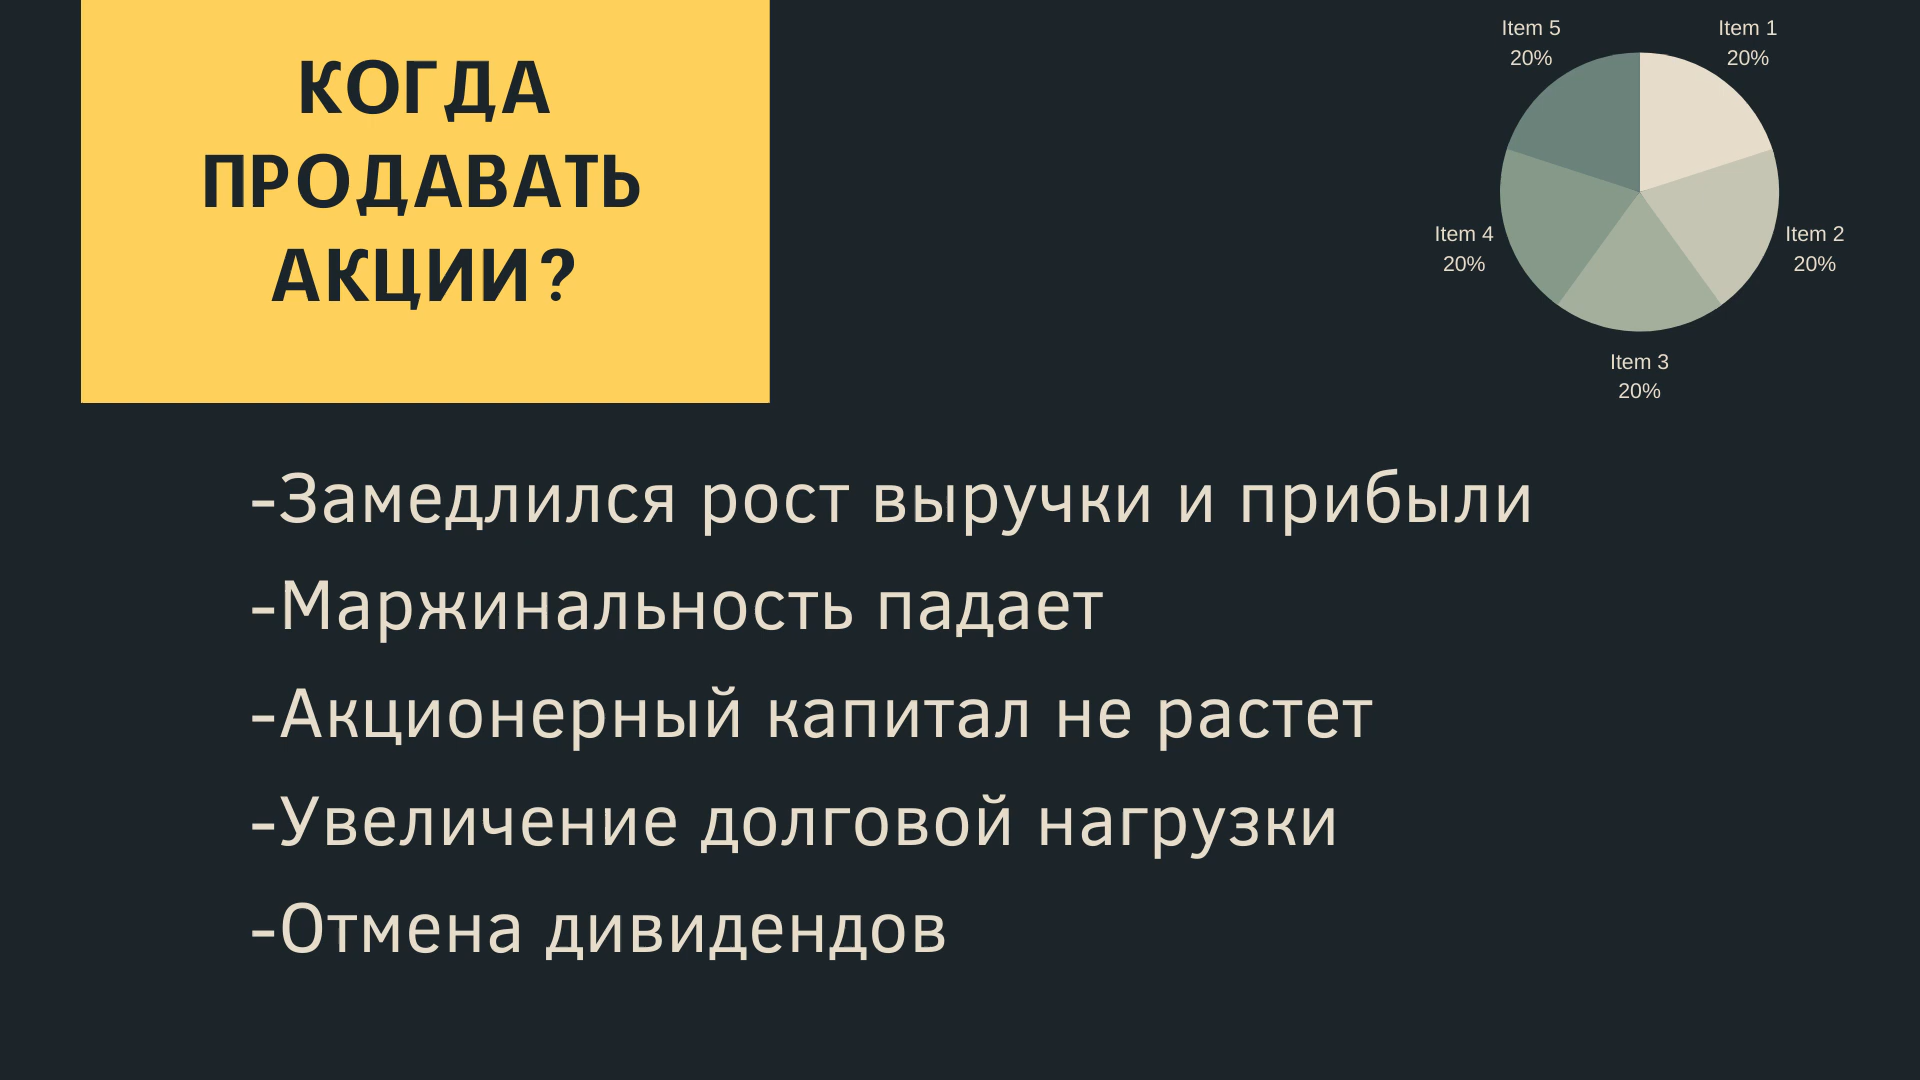 КОГДА
ПРОДАВАТЬ
АКЦИИ?
Item 5
20%
Item 1
20%
Item 4
20%
Item 2
20%
Item 3
20%
-Замедлился рост выручки и прибыли
-Маржинальность падает
-Акционерный капитал не растет
-Увеличение долговой нагрузки
-Отмена дивидендов